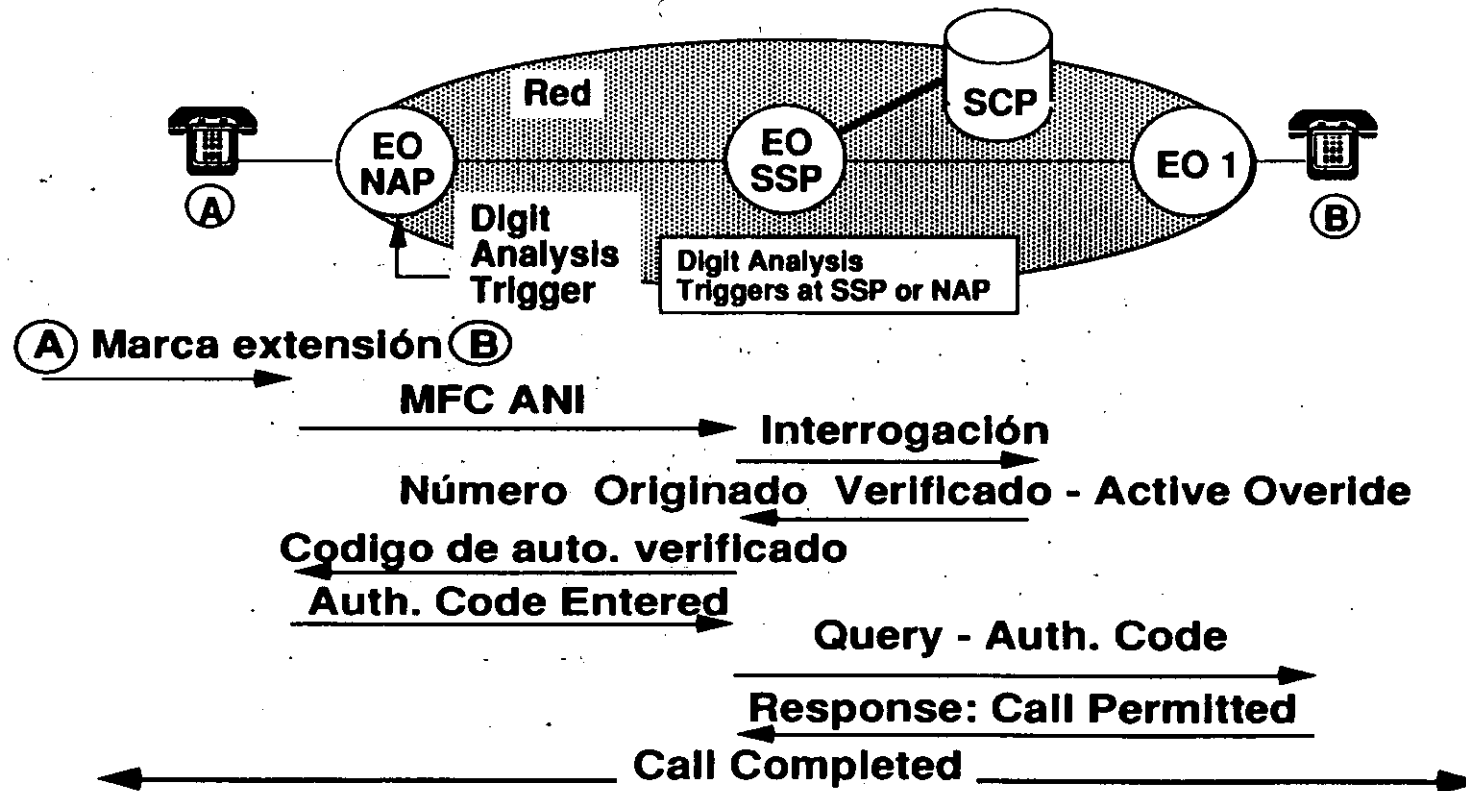 Red
SCP
EO
NAP
EO
SSP
EO 1
A
B
Digit
Analysis
Trigger
Digit Analysis
Triggers at SSP or NAP
A Marca extensión B
MFC ANI
Interrogación
Número Originado Verificado - Active Overide
Codigo de auto. verificado
Auth. Code Entered
Query - Auth. Code
Response: Call Permitted
Call Completed